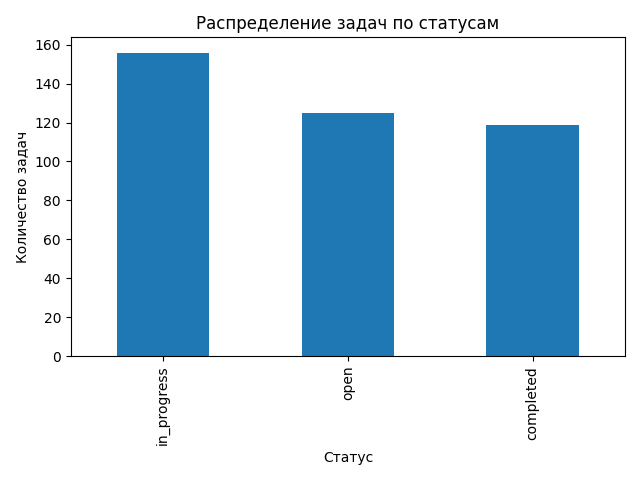 Распределение задач по статусам
Количество задач
160
140
120
100
80
60
40
20
0
in_progress
open
completed
Статус